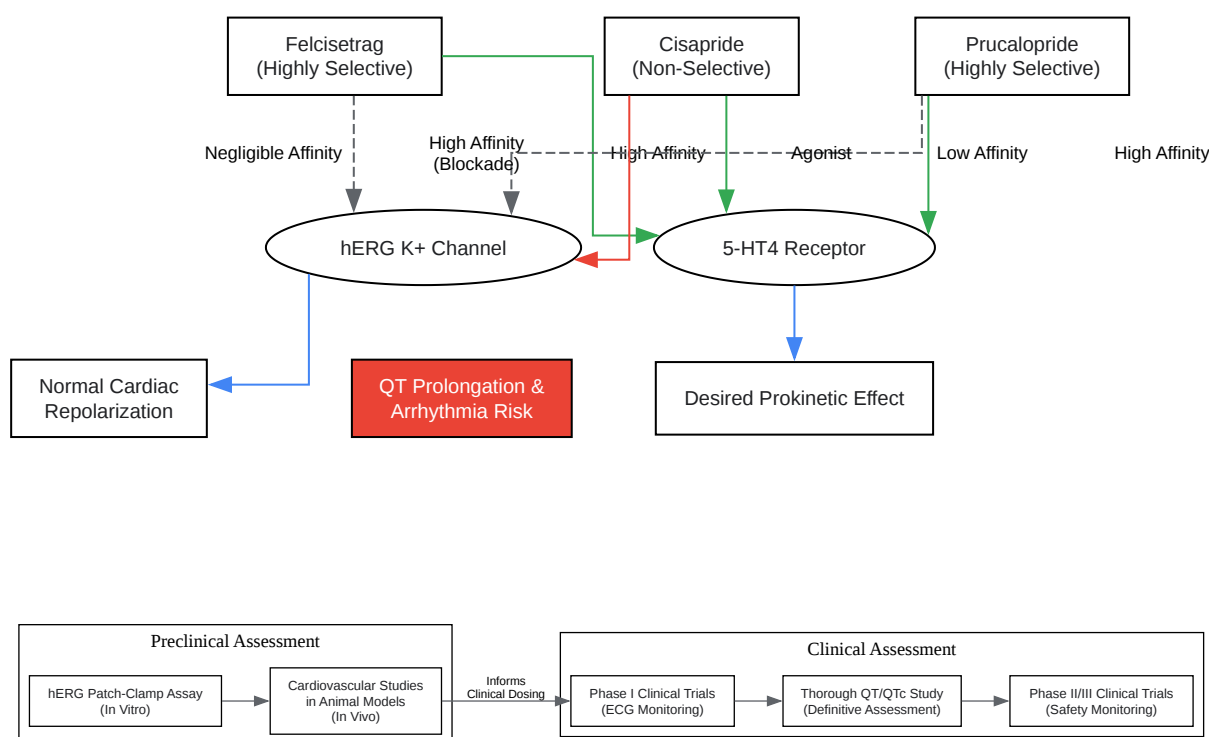 Felcisetrag
(Highly Selective)
Cisapride
(Non-Selective)
Prucalopride
(Highly Selective)
Negligible Affinity
High Affinity
(Blockade)
High Affinity
Agonist
Low Affinity
High Affinity
hERG K+ Channel
5-HT4 Receptor
Normal Cardiac
Repolarization
QT Prolongation &
Arrhythmia Risk
Desired Prokinetic Effect
Preclinical Assessment
hERG Patch-Clamp Assay
(In Vitro)
Cardiovascular Studies
in Animal Models
(In Vivo)
Informs
Clinical Dosing
Clinical Assessment
Phase I Clinical Trials
(ECG Monitoring)
Thorough QT/QTc Study
(Definitive Assessment)
Phase II/III Clinical Trials
(Safety Monitoring)